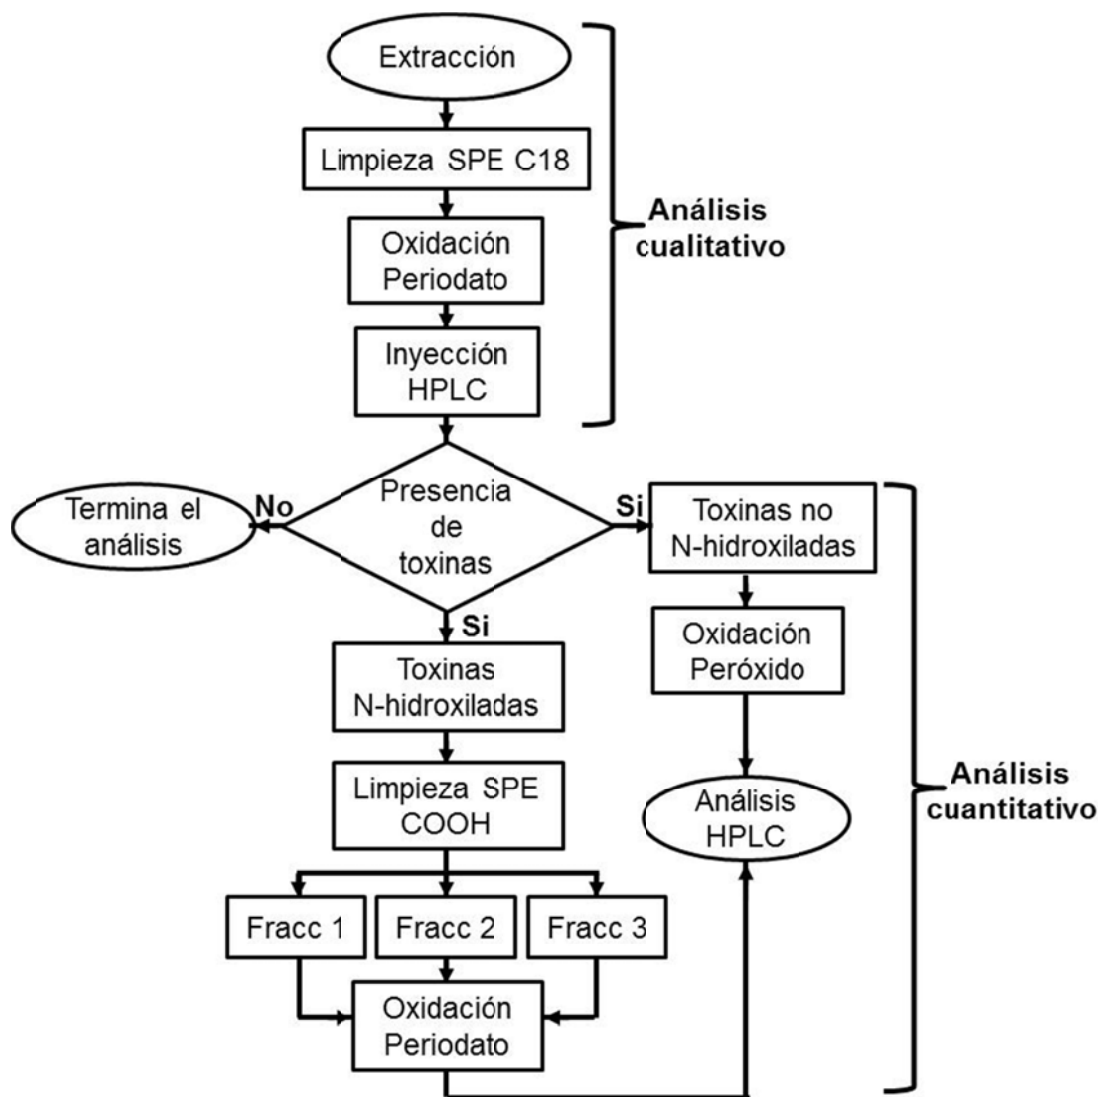 Extracción
Limpieza SPE C18
Oxidación
Periodato
Inyección
HPLC
Análisis
cualitativo
Presencia
de
toxinas
No
Termina el
análisis
Si
Toxinas no
N-hidroxiladas
Oxidación
Peróxido
Análisis
HPLC
Si
Toxinas
N-hidroxiladas
Limpieza SPE
COOH
Fracc 1
Fracc 2
Fracc 3
Oxidación
Periodato
Análisis
cuantitativo